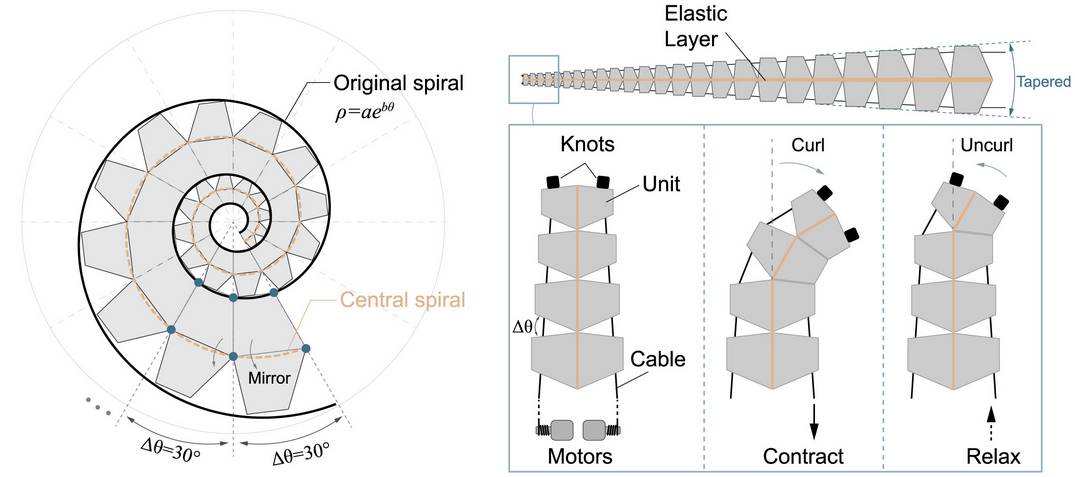 Original spiral
ρ=ae^{bθ}
Central spiral
Mirror
Δθ=30°
Δθ=30°
Elastic
Layer
Tapered
Knots
Unit
Δθ
Cable
Motors
Curl
Contract
Uncurl
Relax